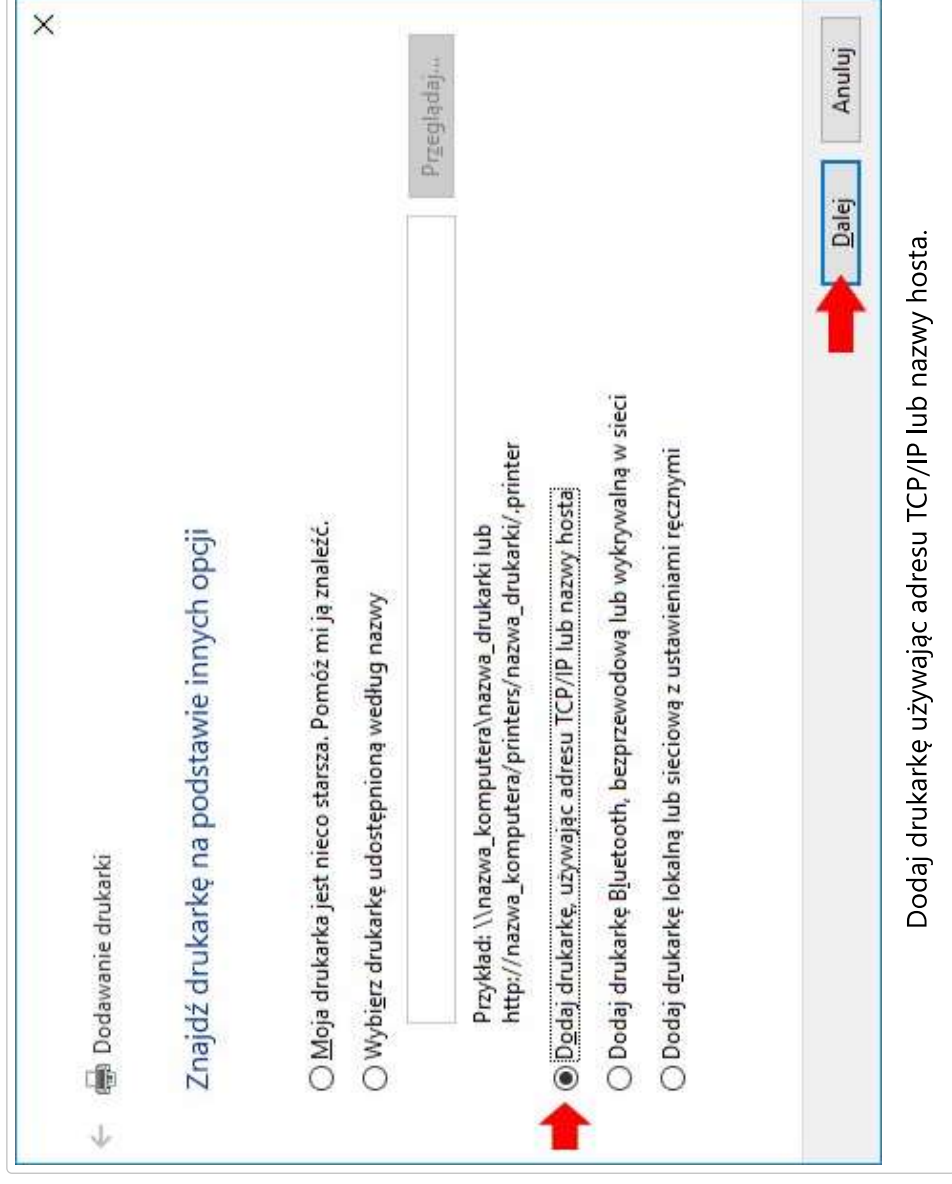 Dodawanie drukarki
Znajdź drukarkę na podstawie innych opcji
Moja drukarka jest nieco starsza. Pomóż mi ją znaleźć.
Wybierz drukarkę udostępnioną według nazwy
Przeglądaj...
Przykład: \\nazwa_komputera\nazwa_drukarki lub
http://nazwa_komputera/printers/nazwa_drukarki/.printer
Dodaj drukarkę, używając adresu TCP/IP lub nazwy hosta
Dodaj drukarkę Bluetooth, bezprzewodową lub wykrywalną w sieci
Dodaj drukarkę lokalną lub sieciową z ustawieniami ręcznymi
Dalej
Anuluj
Dodaj drukarkę używając adresu TCP/IP lub nazwy hosta.